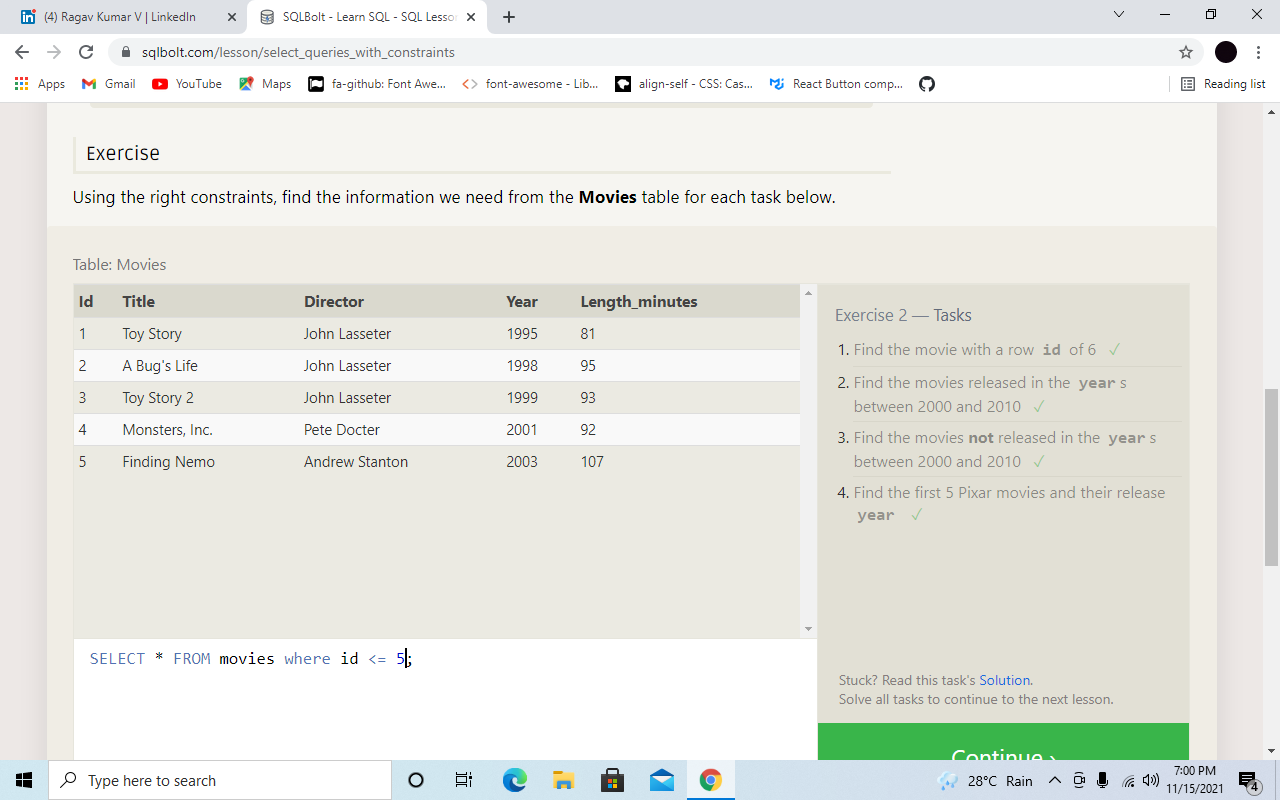 (4) Ragav Kumar V | LinkedIn
SQLBolt - Learn SQL - SQL Lesso
sqlbolt.com/lesson/select_queries_with_constraints
Apps
Gmail
YouTube
Maps
fa-github: Font Awe...
font-awesome - Lib...
align-self - CSS: Cas...
React Button comp...
Reading list
Exercise
Using the right constraints, find the information we need from the Movies table for each task below.
Table: Movies
Id Title Director Year Length_minutes
1 Toy Story John Lasseter 1995 81
2 A Bug's Life John Lasseter 1998 95
3 Toy Story 2 John Lasseter 1999 93
4 Monsters, Inc. Pete Docter 2001 92
5 Finding Nemo Andrew Stanton 2003 107
SELECT * FROM movies where id <= 5;
Exercise 2 — Tasks
1. Find the movie with a row id of 6 ✓
2. Find the movies released in the year s
between 2000 and 2010 ✓
3. Find the movies not released in the year s
between 2000 and 2010 ✓
4. Find the first 5 Pixar movies and their release
year ✓
Stuck? Read this task's Solution.
Solve all tasks to continue to the next lesson.
Continue ›
Type here to search
28°C Rain
7:00 PM
11/15/2021
4